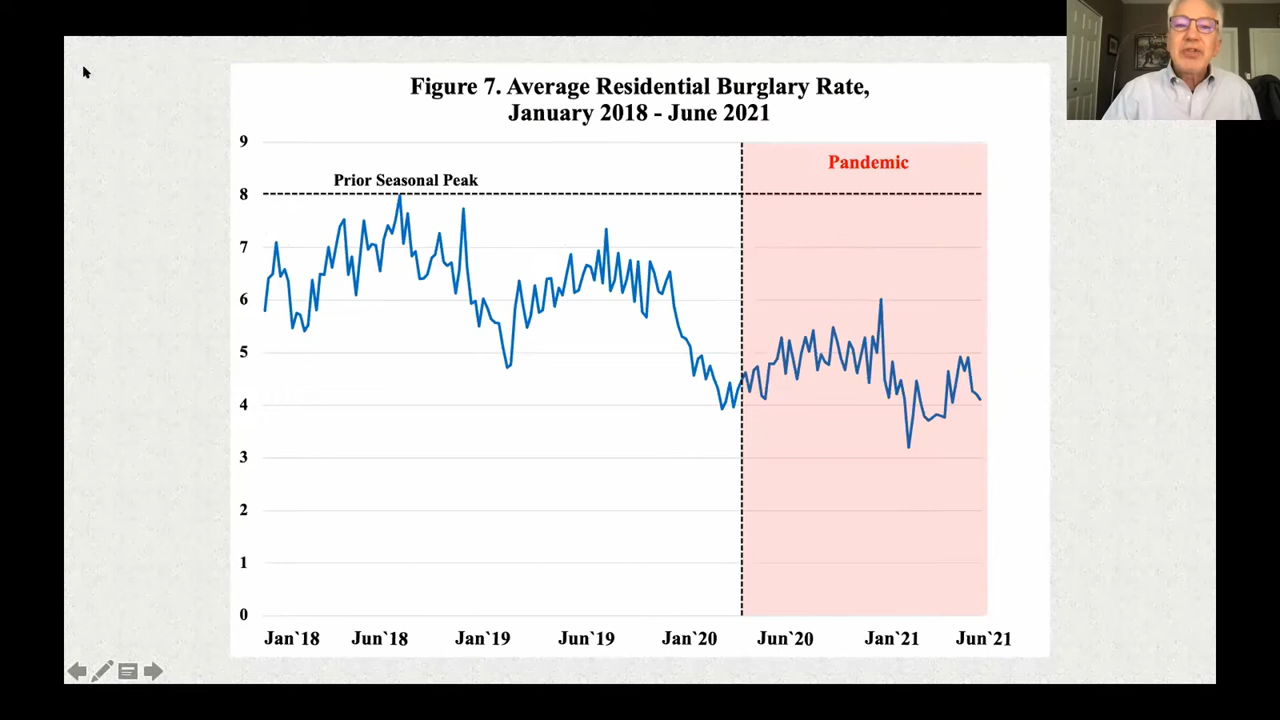 Figure 7. Average Residential Burglary Rate,
January 2018 - June 2021
9
Pandemic
Prior Seasonal Peak
8
7
6
5
4
3
2
1
0
Jan`18 Jun`18 Jan`19 Jun`19 Jan`20 Jun`20 Jan`21 Jun`21